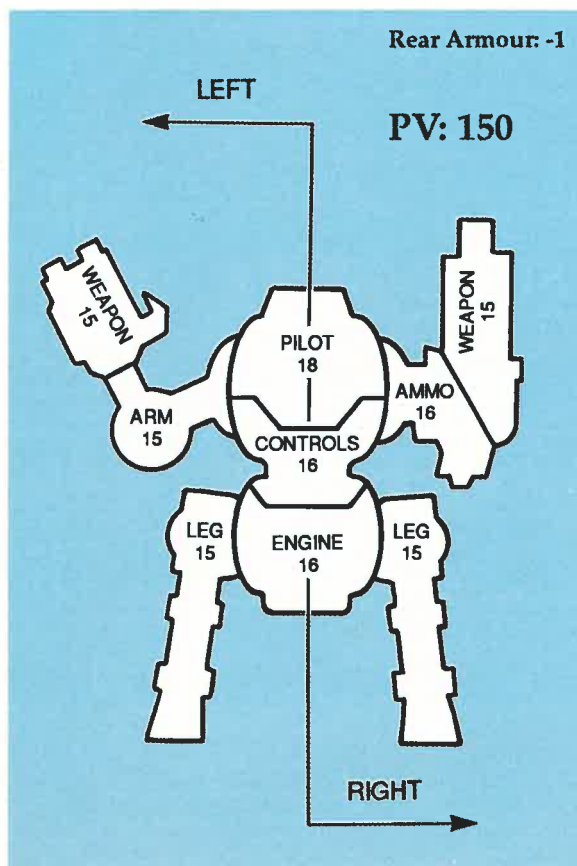 Rear Armour: -1
LEFT
PV: 150
WEAPON
15
WEAPON
15
PILOT
18
ARM
15
AMMO
16
CONTROLS
16
LEG
15
ENGINE
16
LEG
15
RIGHT